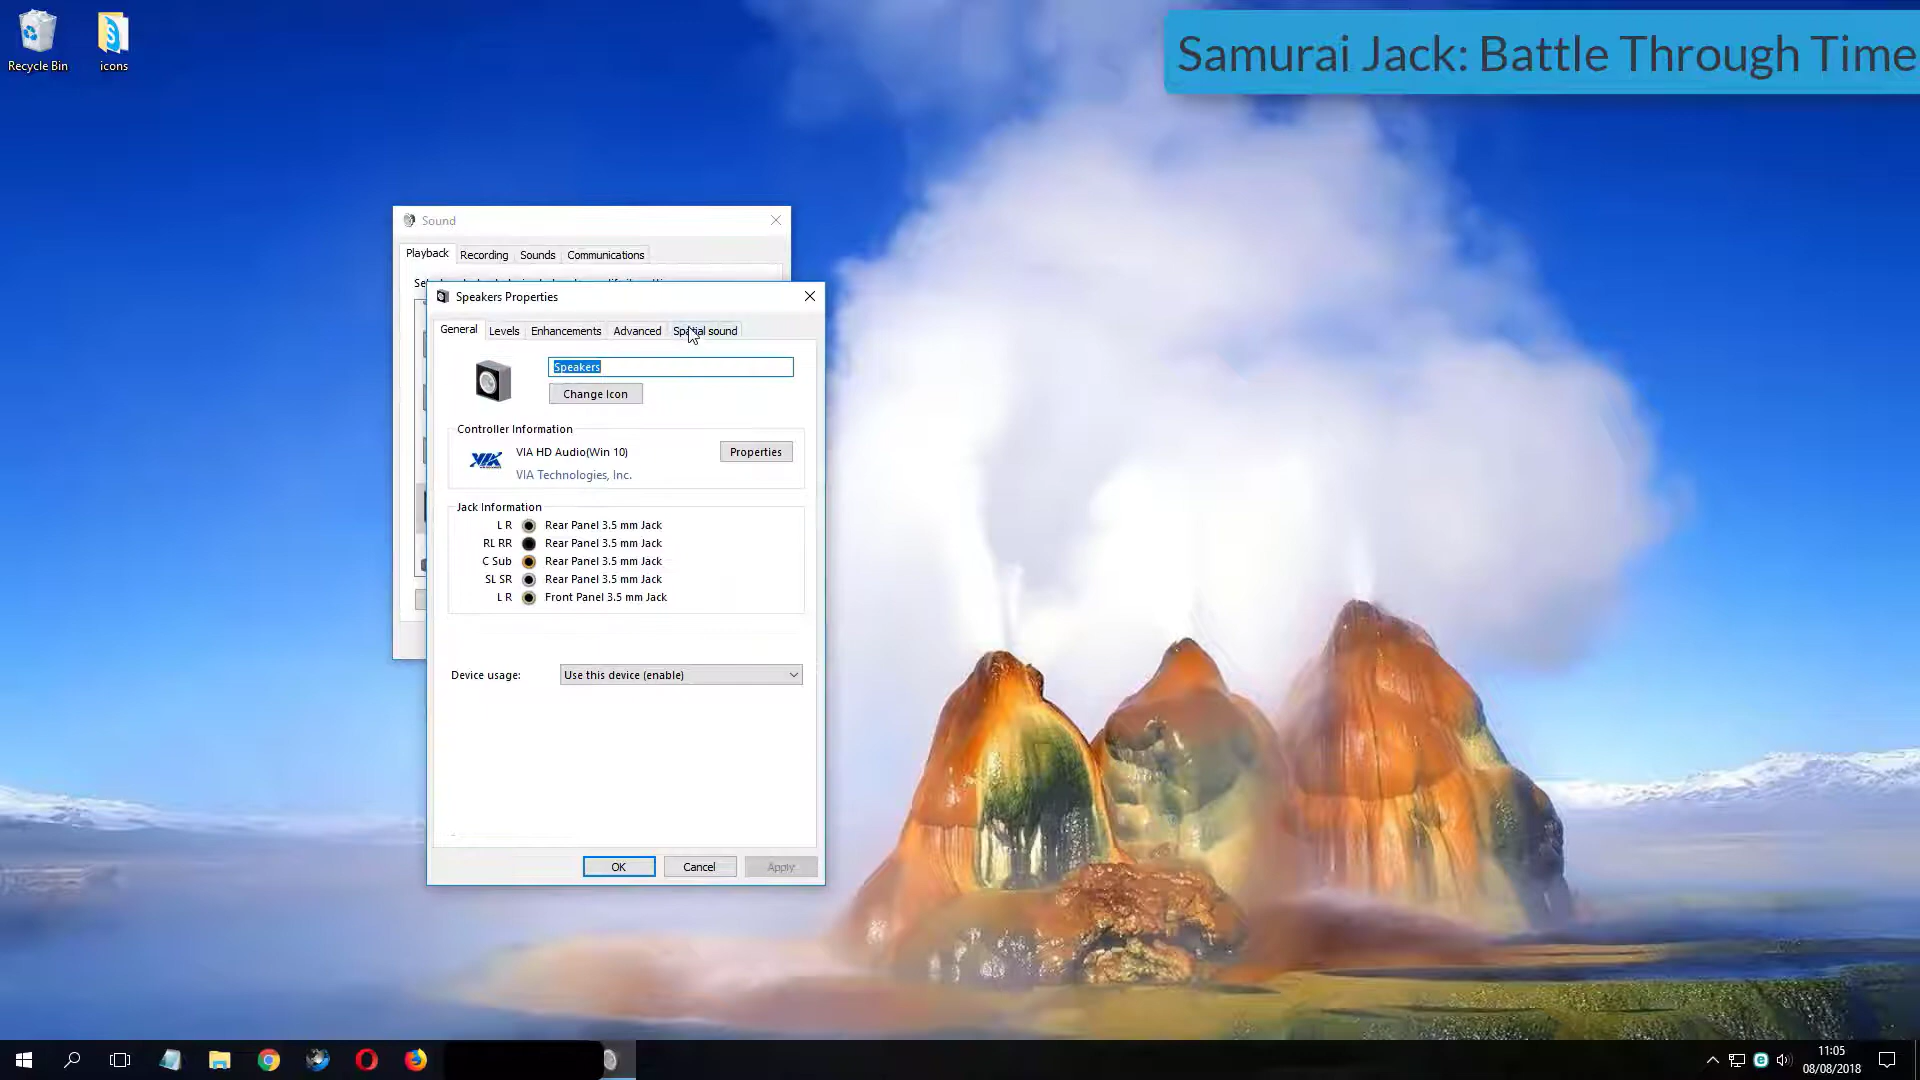 Recycle Bin
icons
Samurai Jack: Battle Through Time
Sound
Playback
Recording
Sounds
Communications
Speakers Properties
General
Levels
Enhancements
Advanced
Spatial sound
Speakers
Change Icon
Controller Information
VIA
VIA HD Audio(Win 10)
Properties
VIA Technologies, Inc.
Jack Information
L R Rear Panel 3.5 mm Jack
RL RR Rear Panel 3.5 mm Jack
C Sub Rear Panel 3.5 mm Jack
SL SR Rear Panel 3.5 mm Jack
L R Front Panel 3.5 mm Jack
Device usage:
Use this device (enable)
OK
Cancel
Apply
11:05
08/08/2018